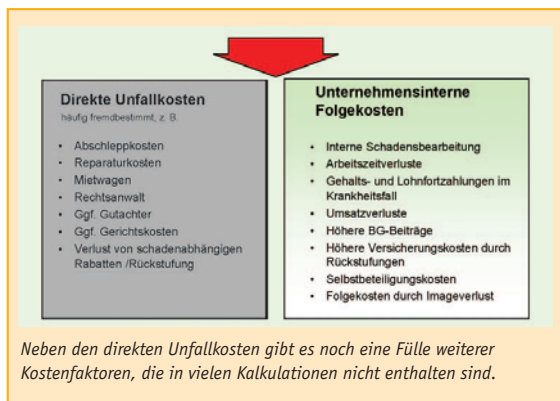 Direkte Unfallkosten
häufig fremdbestimmt, z. B.
• Abschleppkosten
• Reparaturkosten
• Mietwagen
• Rechtsanwalt
• Ggf. Gutachter
• Ggf. Gerichtskosten
• Verlust von schadenabhängigen
Rabatten /Rückstufung
Unternehmensinterne
Folgekosten
• Interne Schadensbearbeitung
• Arbeitszeitverluste
• Gehalts- und Lohnfortzahlungen im
Krankheitsfall
• Umsatzverluste
• Höhere BG-Beiträge
• Höhere Versicherungskosten durch
Rückstufungen
• Selbstbeteiligungskosten
• Folgekosten durch Imageverlust
Neben den direkten Unfallkosten gibt es noch eine Fülle weiterer
Kostenfaktoren, die in vielen Kalkulationen nicht enthalten sind.